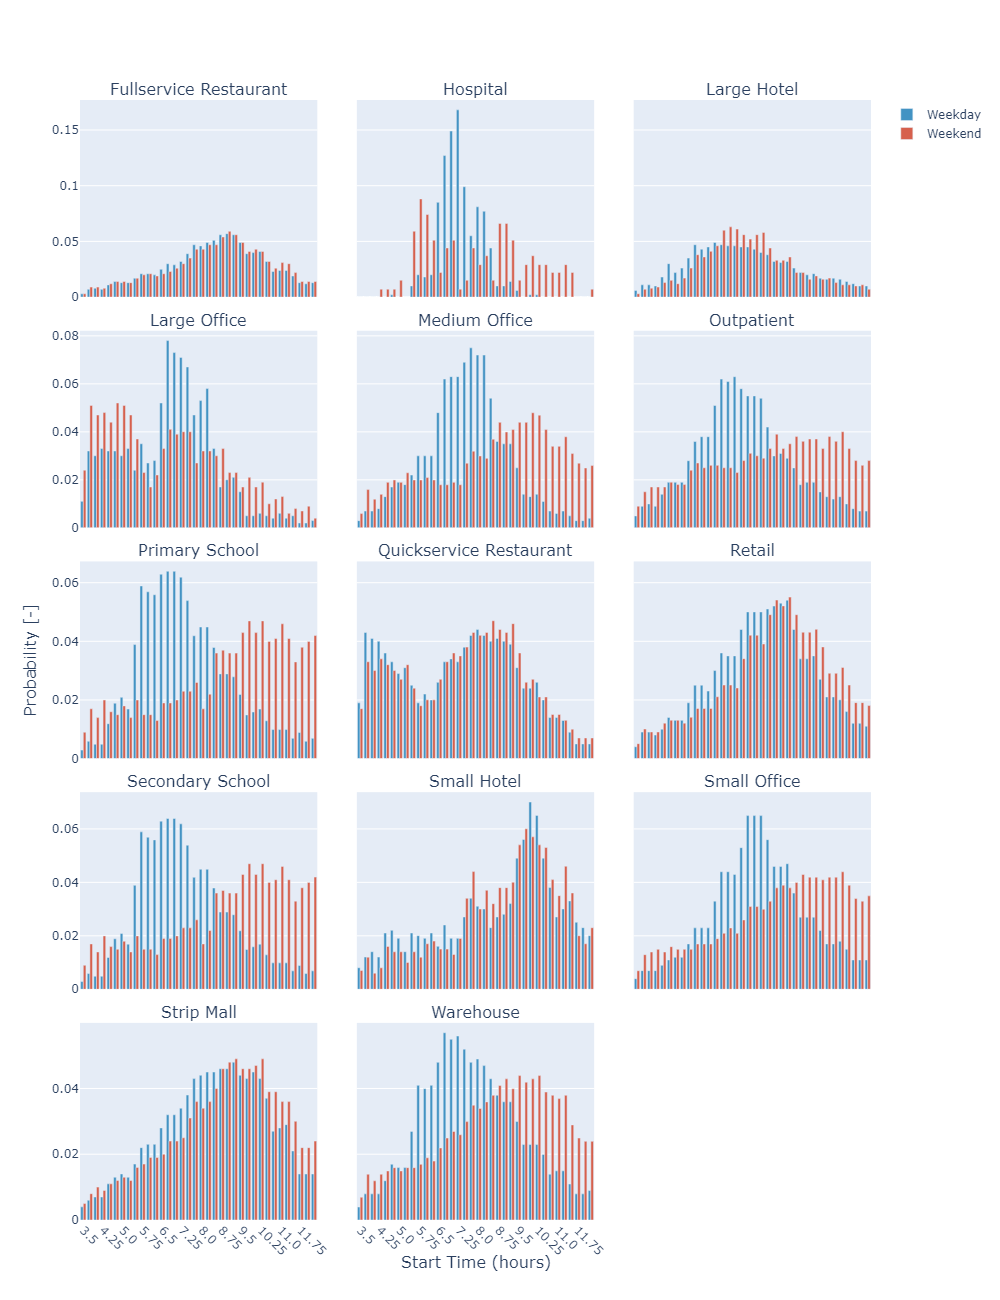 Fullservice Restaurant
Hospital
Large Hotel
Weekday
Weekend
0.15
0.1
0.05
0
Large Office
Medium Office
Outpatient
0.08
0.06
0.04
0.02
0
Primary School
Quickservice Restaurant
Retail
0.06
0.04
0.02
0
Probability [-]
Secondary School
Small Hotel
Small Office
0.06
0.04
0.02
0
Strip Mall
Warehouse
0.04
0.02
0
3.5 4.25 5.0 5.75 6.5 7.25 8.0 8.75 9.5 10.25 11.0 11.75
3.5 4.25 5.0 5.75 6.5 7.25 8.0 8.75 9.5 10.25 11.0 11.75
Start Time (hours)